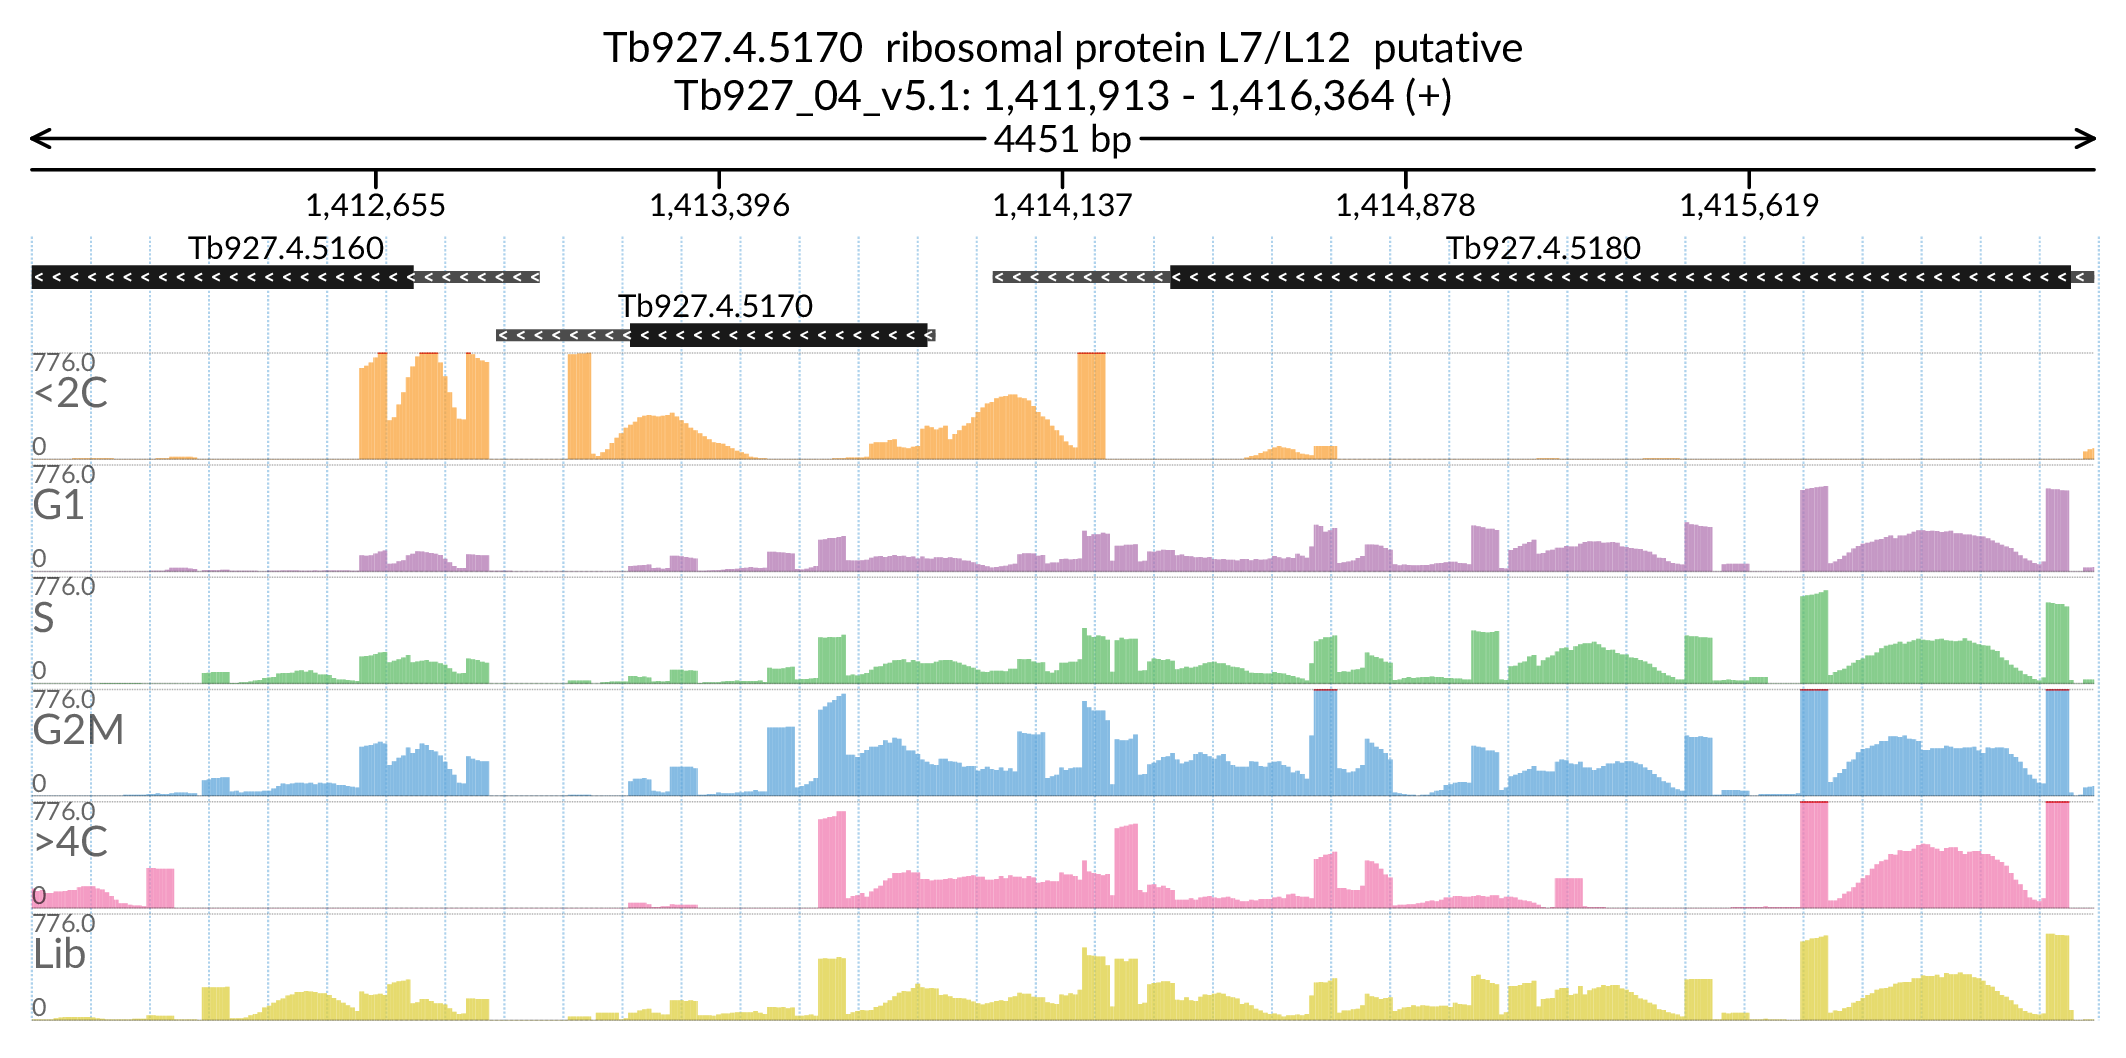 Tb927.4.5170  ribosomal protein L7/L12  putative
Tb927_04_v5.1: 1,411,913 - 1,416,364 (+)
4451 bp
1,412,655 1,413,396 1,414,137 1,414,878 1,415,619
Tb927.4.5160 Tb927.4.5180
Tb927.4.5170
776.0
<2C
0
776.0
G1
0
776.0
S
0
776.0
G2M
0
776.0
>4C
0
776.0
Lib
0